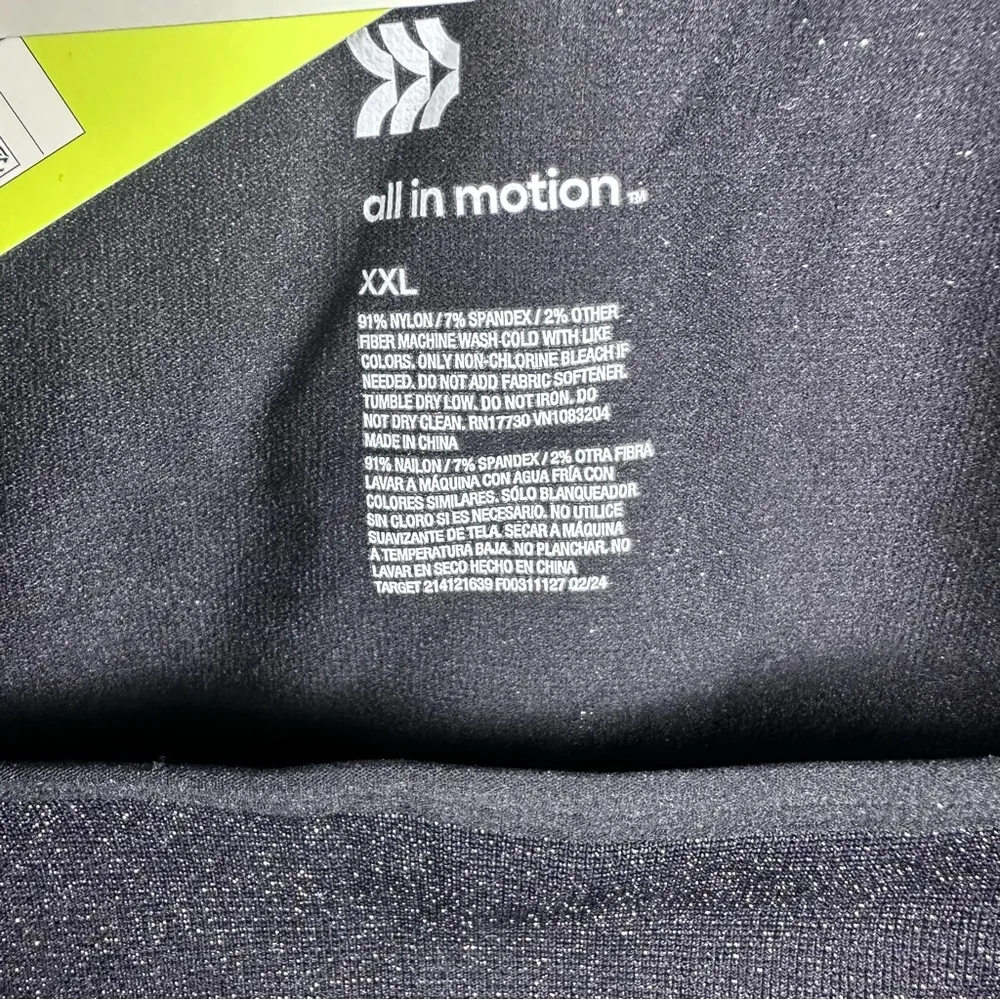 all in motion™
XXL
91% NYLON / 7% SPANDEX / 2% OTHER
FIBER MACHINE WASH COLD WITH LIKE
COLORS. ONLY NON-CHLORINE BLEACH IF
NEEDED. DO NOT ADD FABRIC SOFTENER.
TUMBLE DRY LOW. DO NOT IRON. DO
NOT DRY CLEAN. RN17730 VN1083204
MADE IN CHINA
91% NAILON / 7% SPANDEX / 2% OTRA FIBRA
LAVAR A MÁQUINA CON AGUA FRÍA CON
COLORES SIMILARES. SÓLO BLANQUEADOR
SIN CLORO SI ES NECESARIO. NO UTILICE
SUAVIZANTE DE TELA. SECAR A MÁQUINA
A TEMPERATURA BAJA. NO PLANCHAR. NO
LAVAR EN SECO HECHO EN CHINA
TARGET 214121639 F00311127 02/24